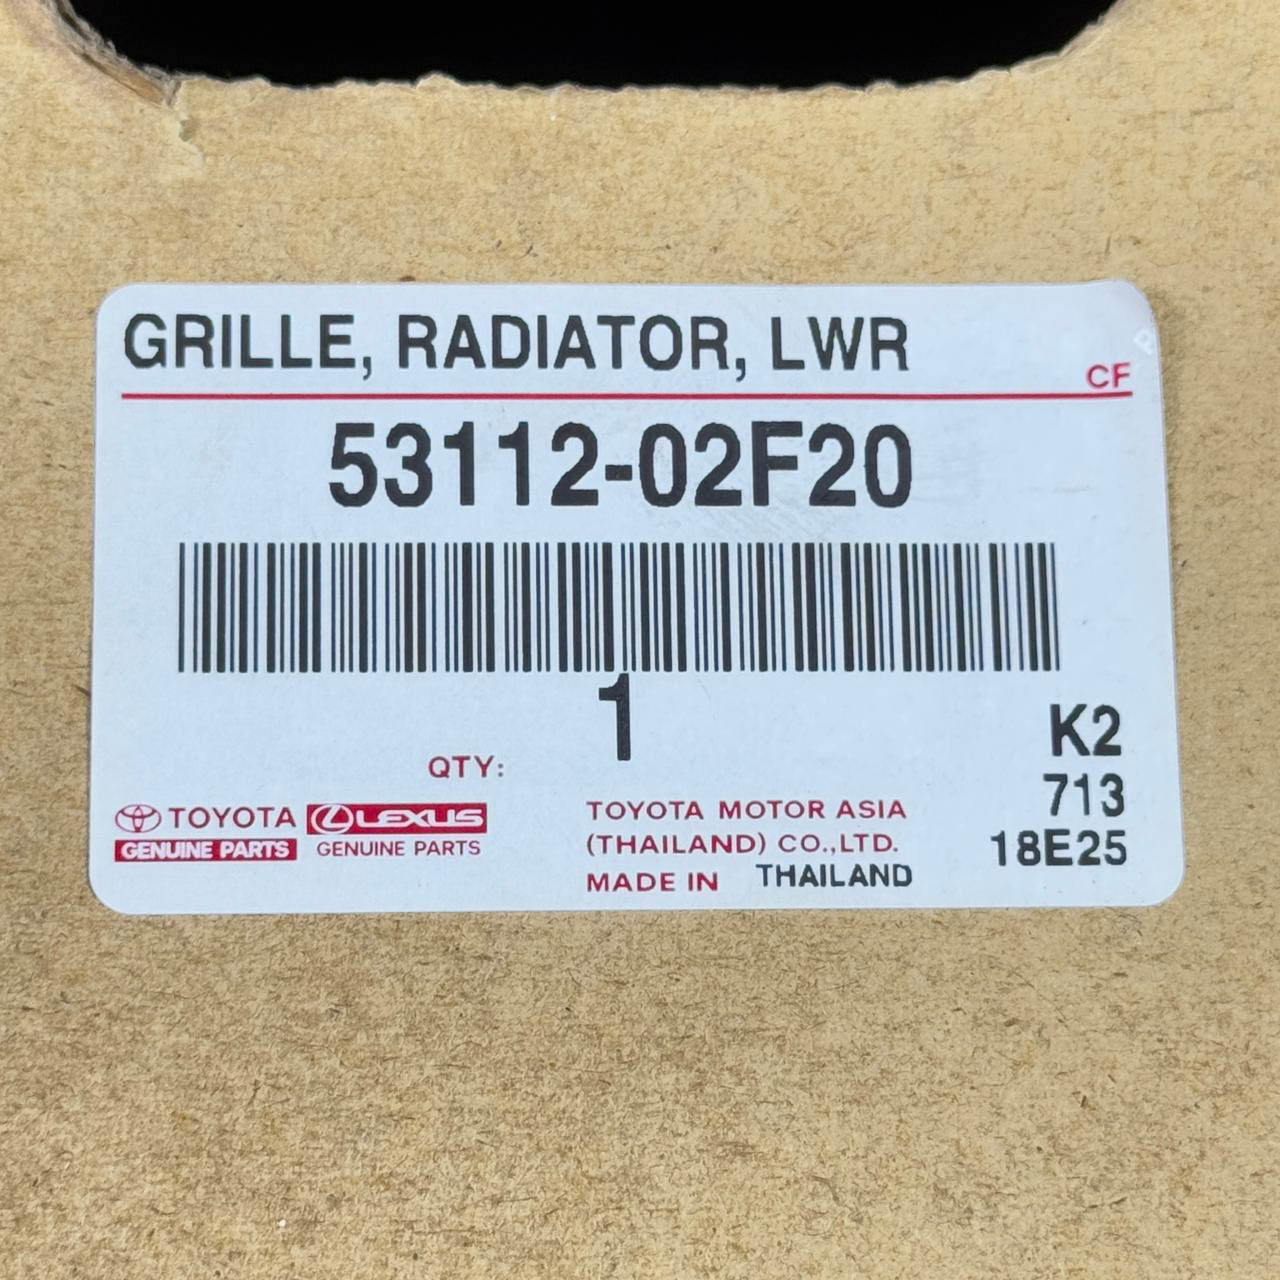 GRILLE, RADIATOR, LWR
CF
53112-02F20
1
QTY:
K2
713
18E25
TOYOTA
GENUINE PARTS
LEXUS
GENUINE PARTS
TOYOTA MOTOR ASIA
(THAILAND) CO.,LTD.
MADE IN THAILAND